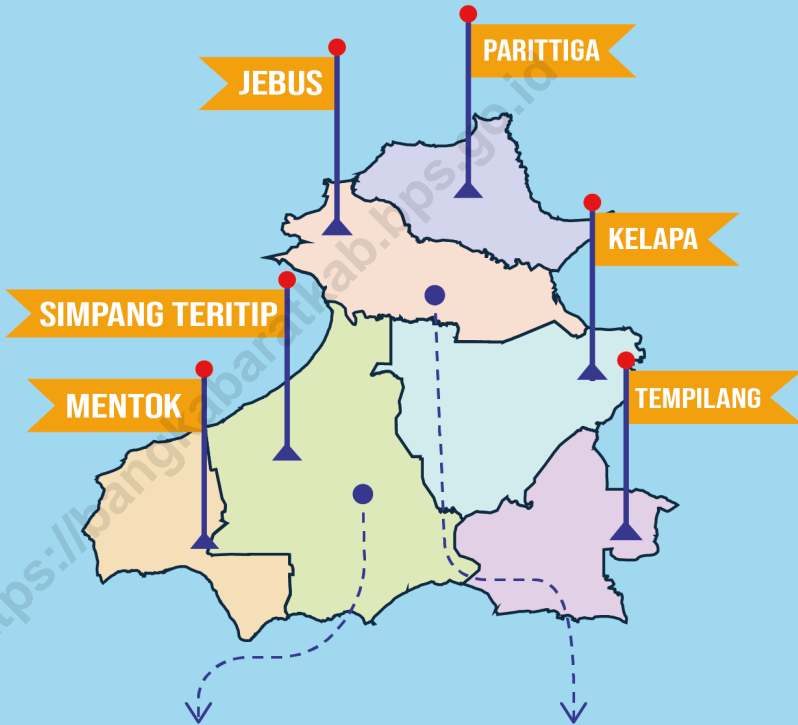 PARITTIGA
JEBUS
KELAPA
SIMPANG TERITIP
TEMPILANG
MENTOK
https://bangkabaratkab.bps.go.id